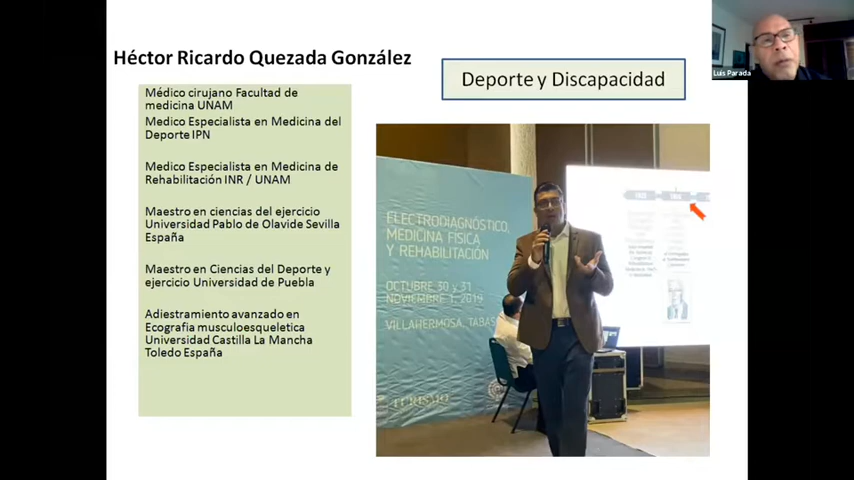 Héctor Ricardo Quezada González
Deporte y Discapacidad
Médico cirujano Facultad de
medicina UNAM
Medico Especialista en Medicina del
Deporte IPN
Medico Especialista en Medicina de
Rehabilitación INR / UNAM
Maestro en ciencias del ejercicio
Universidad Pablo de Olavide Sevilla
España
Maestro en Ciencias del Deporte y
ejercicio Universidad de Puebla
Adiestramiento avanzado en
Ecografia musculoesqueletica
Universidad Castilla La Mancha
Toledo España
ELECTRODIAGNÓSTICO,
MEDICINA FÍSICA
Y REHABILITACIÓN
OCTUBRE 30 y 31
NOVIEMBRE 1, 2019
VILLAHERMOSA, TABAS
TURISMO
Luis Parada